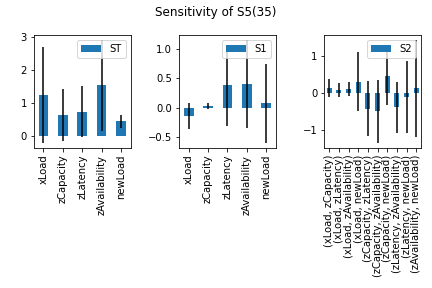 Sensitivity of S5(35)
3
2
1
0
ST
xLoad
zCapacity
zLatency
zAvailability
newLoad
1.0
0.5
0.0
−0.5
S1
xLoad
zCapacity
zLatency
zAvailability
newLoad
1
0
−1
S2
(xLoad, zCapacity)
(xLoad, zLatency)
(xLoad, zAvailability)
(xLoad, newLoad)
(zCapacity, zLatency)
(zCapacity, zAvailability)
(zCapacity, newLoad)
(zLatency, zAvailability)
(zLatency, newLoad)
(zAvailability, newLoad)